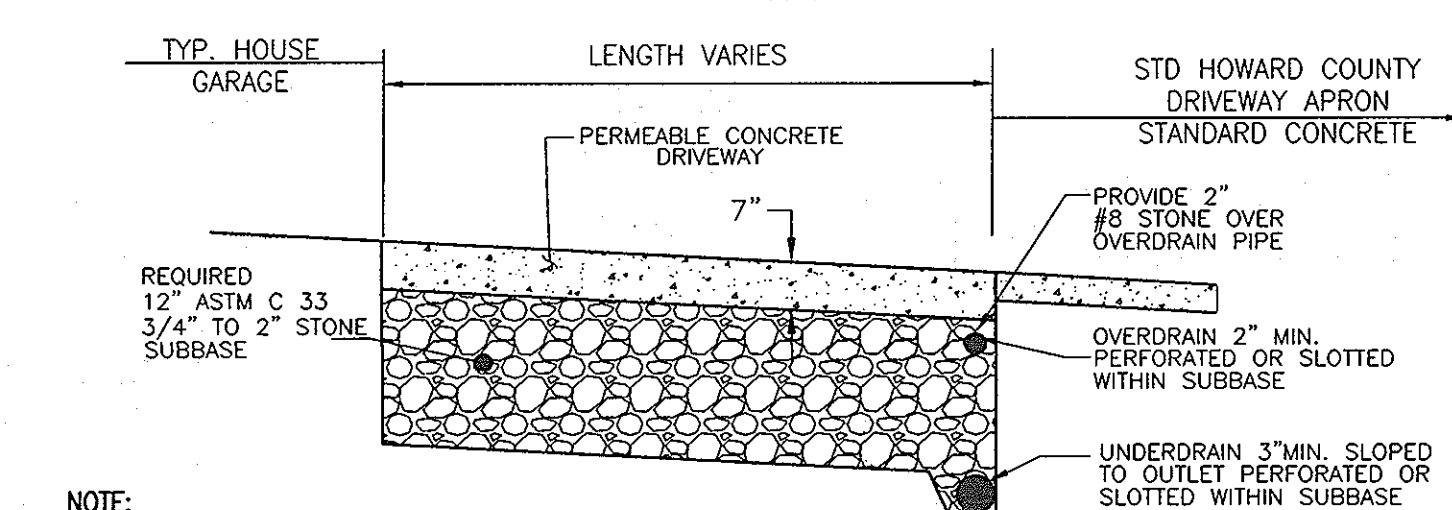 TYP. HOUSE
GARAGE
LENGTH VARIES
STD HOWARD COUNTY
DRIVEWAY APRON
STANDARD CONCRETE
PERMEABLE CONCRETE
DRIVEWAY
7"
PROVIDE 2"
#8 STONE OVER
OVERDRAIN PIPE
REQUIRED
12" ASTM C 33
3/4" TO 2" STONE
SUBBASE
OVERDRAIN 2" MIN.
PERFORATED OR SLOTTED
WITHIN SUBBASE
UNDERDRAIN 3"MIN. SLOPED
TO OUTLET PERFORATED OR
SLOTTED WITHIN SUBBASE
NOTE: